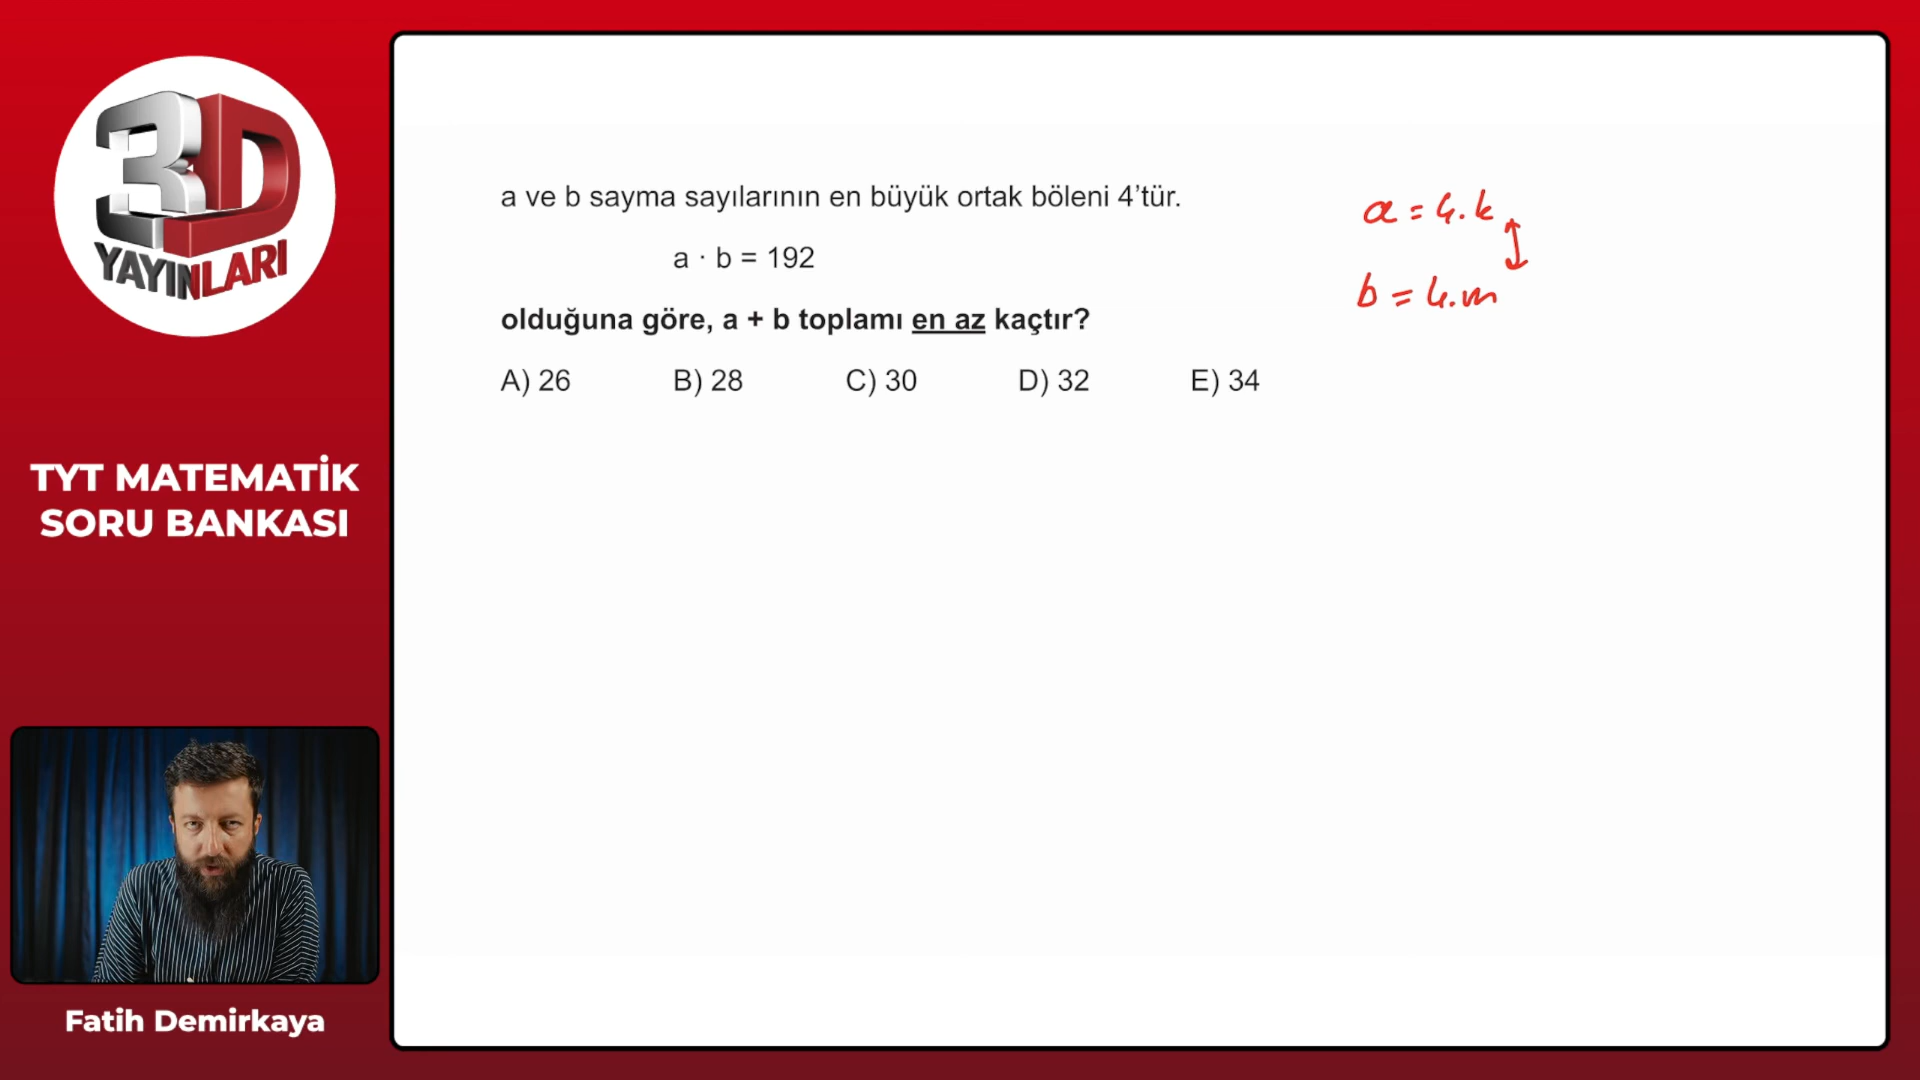 3D
YAYINLARI
TYT MATEMATİK
SORU BANKASI
Fatih Demirkaya
a ve b sayma sayılarının en büyük ortak böleni 4’tür.
a · b = 192
olduğuna göre, a + b toplamı en az kaçtır?
A) 26 B) 28 C) 30 D) 32 E) 34
a = 4.k
b = 4.m